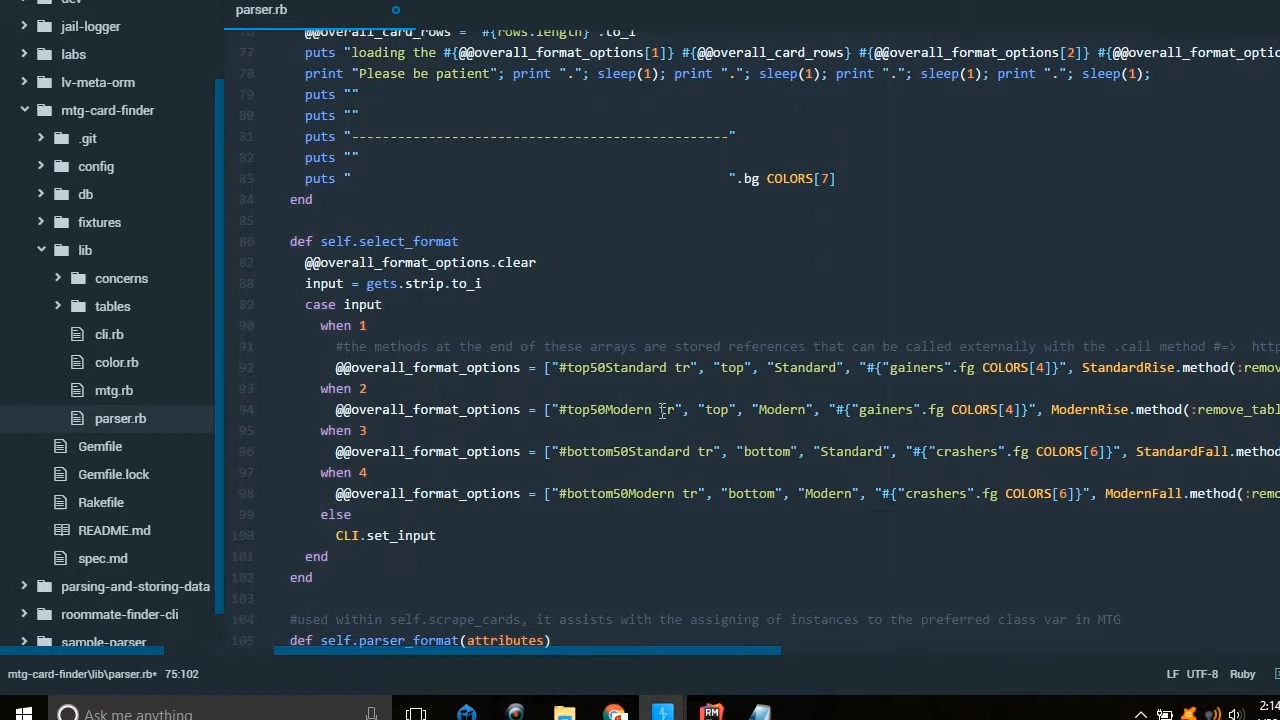 dev
jail-logger
labs
lv-meta-orm
mtg-card-finder
.git
config
db
fixtures
lib
concerns
tables
cli.rb
color.rb
mtg.rb
parser.rb
Gemfile
Gemfile.lock
Rakefile
README.md
spec.md
parsing-and-storing-data
roommate-finder-cli
sample-parser
parser.rb
76 @@overall_card_rows = "#{rows.length}".to_i
77 puts "loading the #{@@overall_format_options[1]} #{@@overall_card_rows} #{@@overall_format_options[2]} #{@@overall_format_optio
78 print "Please be patient"; print "."; sleep(1); print "."; sleep(1); print "."; sleep(1); print "."; sleep(1);
79 puts ""
80 puts ""
81 puts "-------------------------------------------------"
82 puts ""
83 puts "                                                 ".bg COLORS[7]
84 end
85
86 def self.select_format
87 @@overall_format_options.clear
88 input = gets.strip.to_i
89 case input
90 when 1
91 #the methods at the end of these arrays are stored references that can be called externally with the .call method #=> http
92 @@overall_format_options = ["#top50Standard tr", "top", "Standard", "#{"gainers".fg COLORS[4]}", StandardRise.method(:remov
93 when 2
94 @@overall_format_options = ["#top50Modern tr", "top", "Modern", "#{"gainers".fg COLORS[4]}", ModernRise.method(:remove_tabl
95 when 3
96 @@overall_format_options = ["#bottom50Standard tr", "bottom", "Standard", "#{"crashers".fg COLORS[6]}", StandardFall.method
97 when 4
98 @@overall_format_options = ["#bottom50Modern tr", "bottom", "Modern", "#{"crashers".fg COLORS[6]}", ModernFall.method(:remo
99 else
100 CLI.set_input
101 end
102 end
103
104 #used within self.scrape_cards, it assists with the assigning of instances to the preferred class var in MTG
105 def self.parser_format(attributes)
mtg-card-finder\lib\parser.rb* 75:102
LF UTF-8 Ruby
Ask me anything
RM
2:14